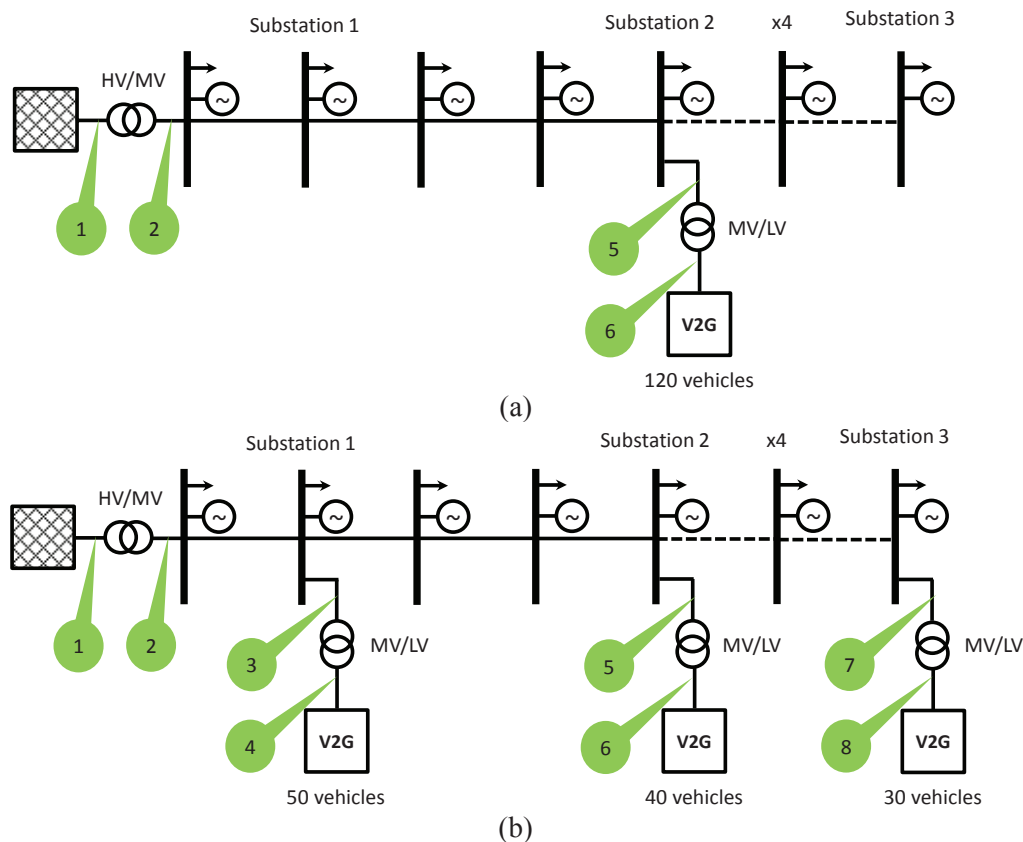 Substation 1 Substation 2 x4 Substation 3
HV/MV
~ ~ ~ ~ ~ ~ ~
1 2 5 MV/LV
6 V2G
120 vehicles
(a)
Substation 1 Substation 2 x4 Substation 3
HV/MV
~ ~ ~ ~ ~ ~ ~
1 2 3 MV/LV 5 MV/LV 7 MV/LV
4 V2G 6 V2G 8 V2G
50 vehicles 40 vehicles 30 vehicles
(b)